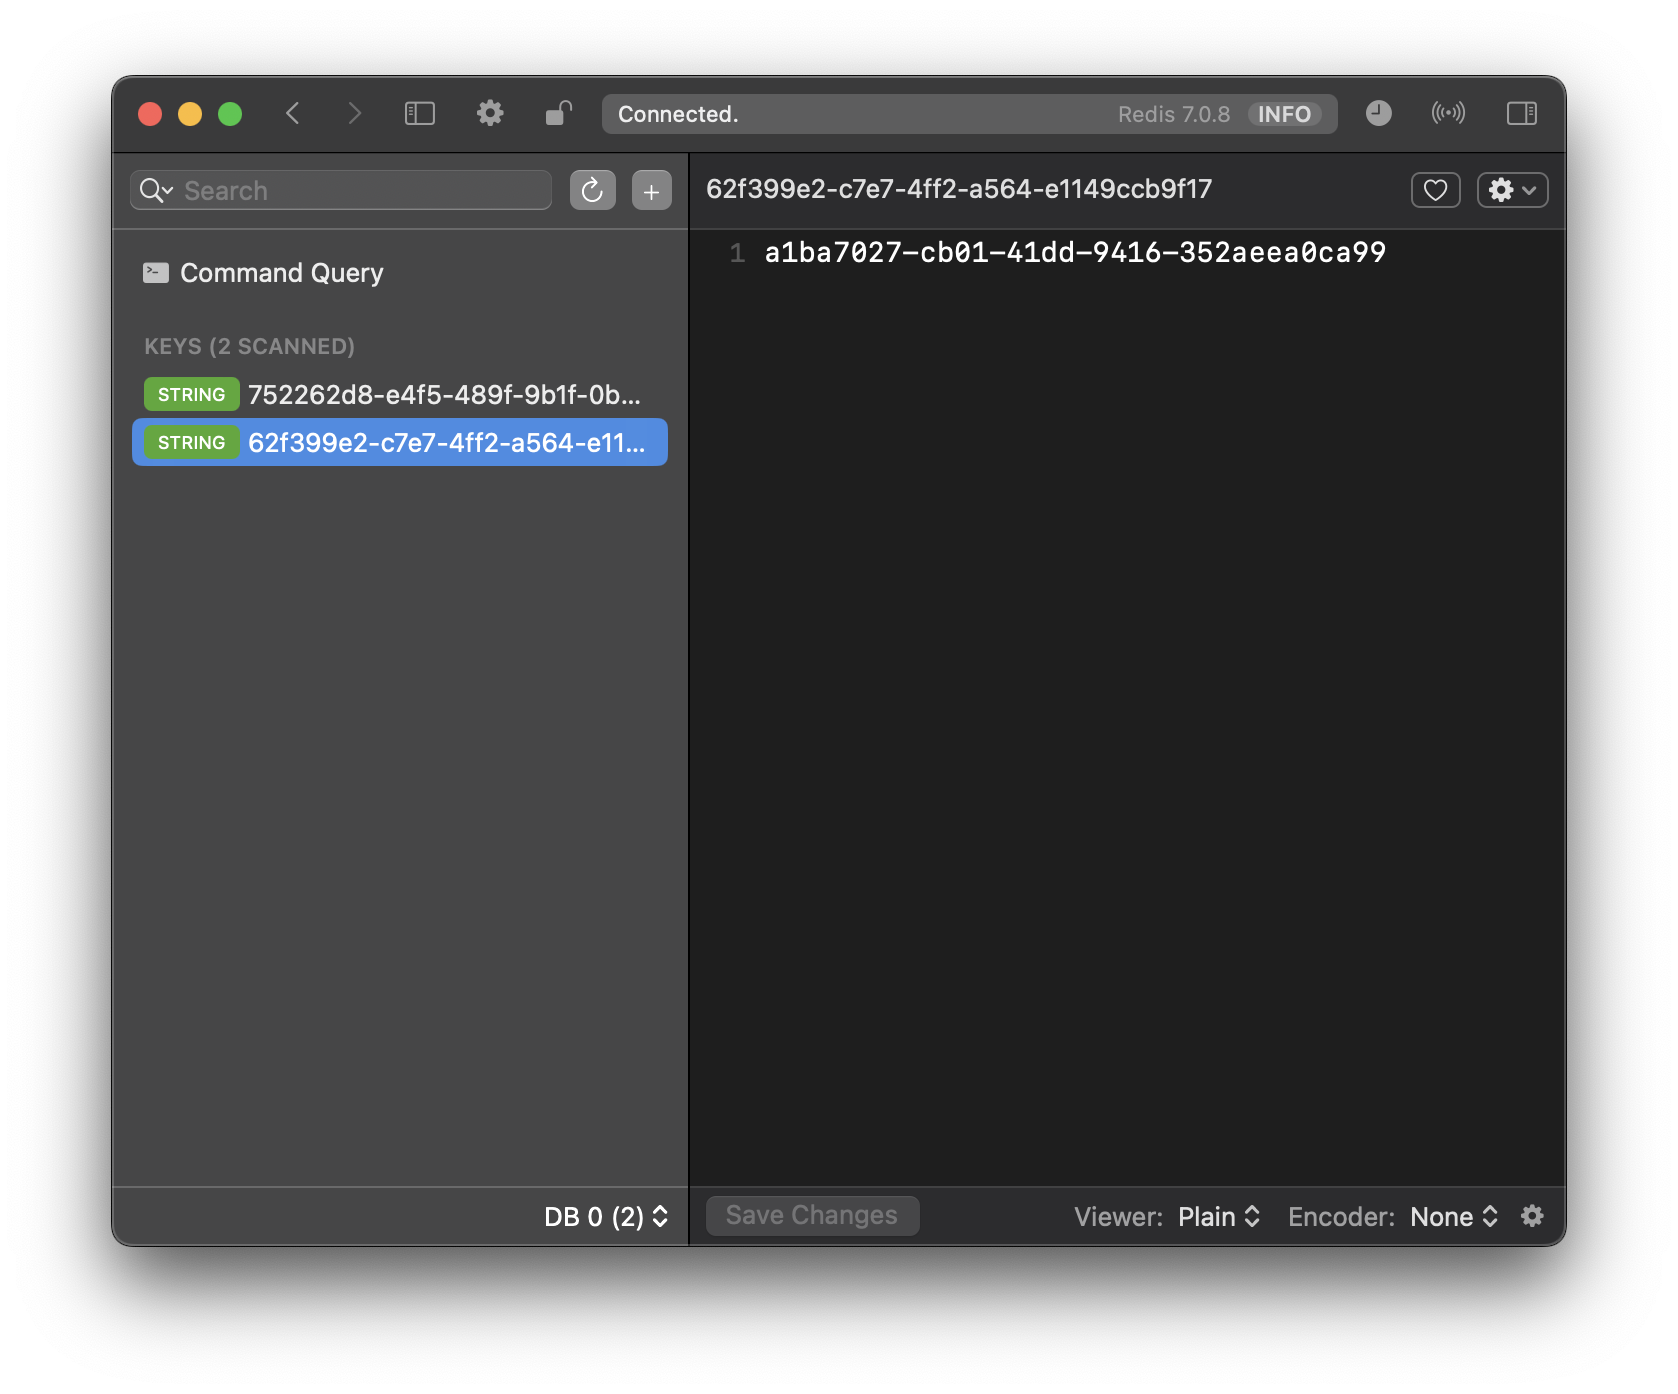 Connected. Redis 7.0.8 INFO
Search
62f399e2-c7e7-4ff2-a564-e1149ccb9f17
1 a1ba7027-cb01-41dd-9416-352aeea0ca99
Command Query
KEYS (2 SCANNED)
STRING 752262d8-e4f5-489f-9b1f-0b...
STRING 62f399e2-c7e7-4ff2-a564-e11...
DB 0 (2)
Save Changes
Viewer: Plain
Encoder: None